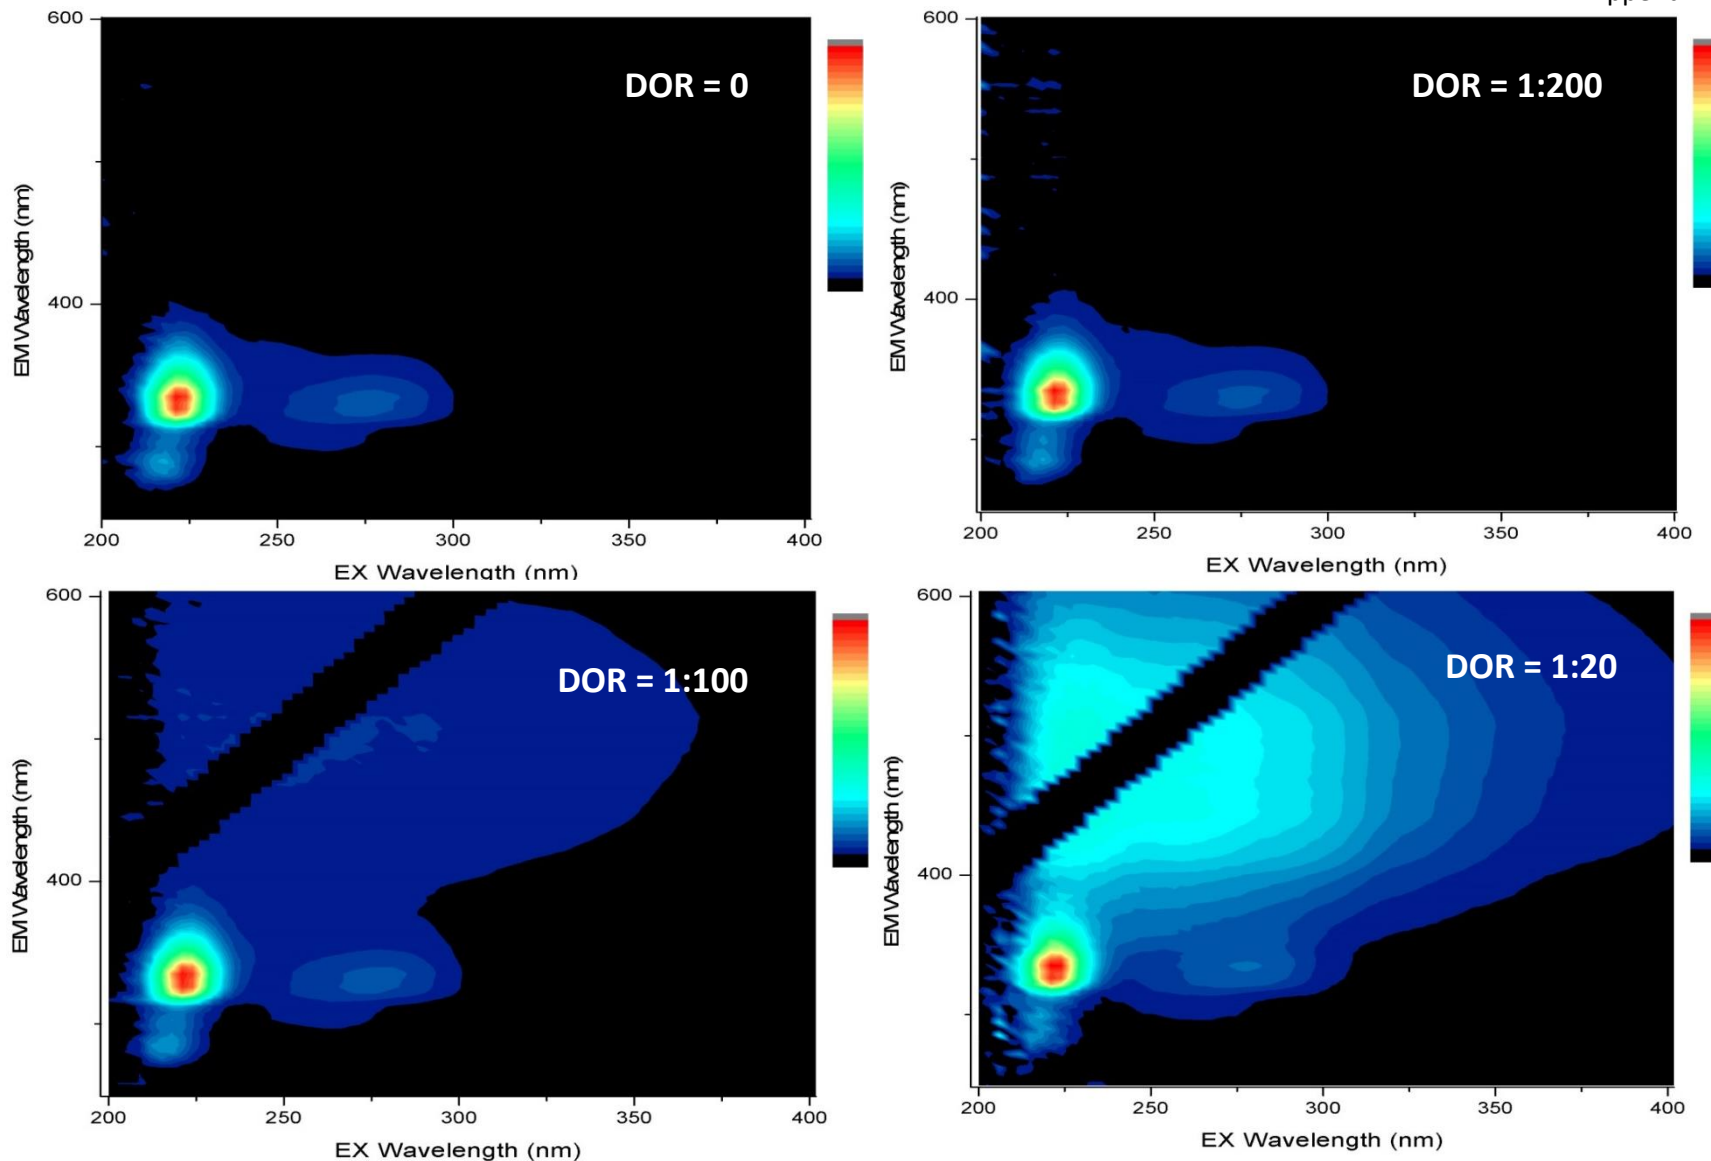 600
DOR = 0
400
EM Wavelength (nm)
200 250 300 350 400
EX Wavelength (nm)
600
DOR = 1:200
400
EM Wavelength (nm)
200 250 300 350 400
EX Wavelength (nm)
600
DOR = 1:100
400
EM Wavelength (nm)
200 250 300 350 400
EX Wavelength (nm)
600
DOR = 1:20
400
EM Wavelength (nm)
200 250 300 350 400
EX Wavelength (nm)